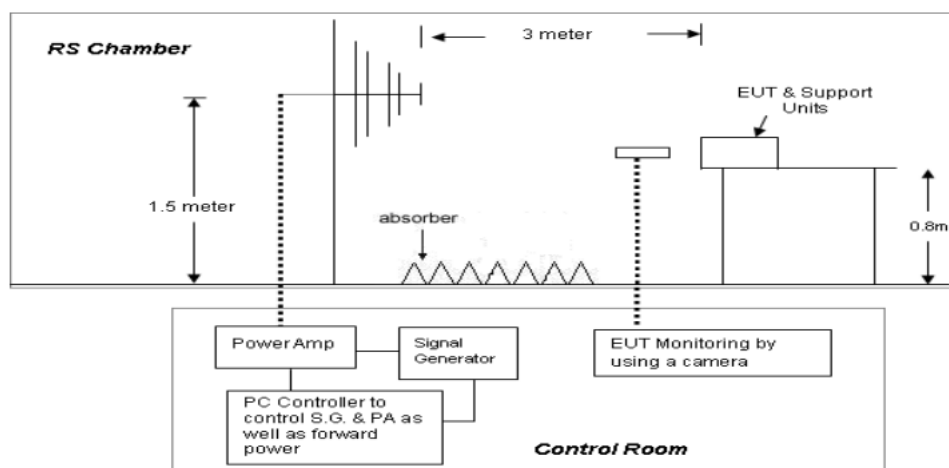 RS Chamber
3 meter
EUT & Support
Units
1.5 meter
absorber
0.8m
Power Amp
Signal
Generator
EUT Monitoring by
using a camera
PC Controller to
control S.G. & PA as
well as forward
power
Control Room